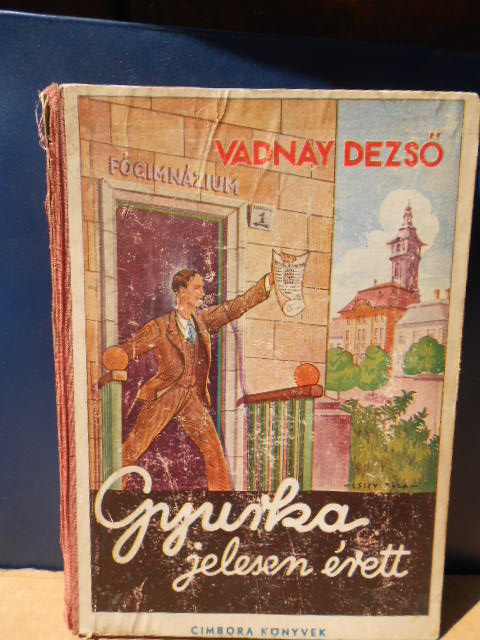 VADNAY DEZSŐ
FŐGIMNÁZIUM
1
Gyurka
jelesen érett
CIMBORA KÖNYVEK